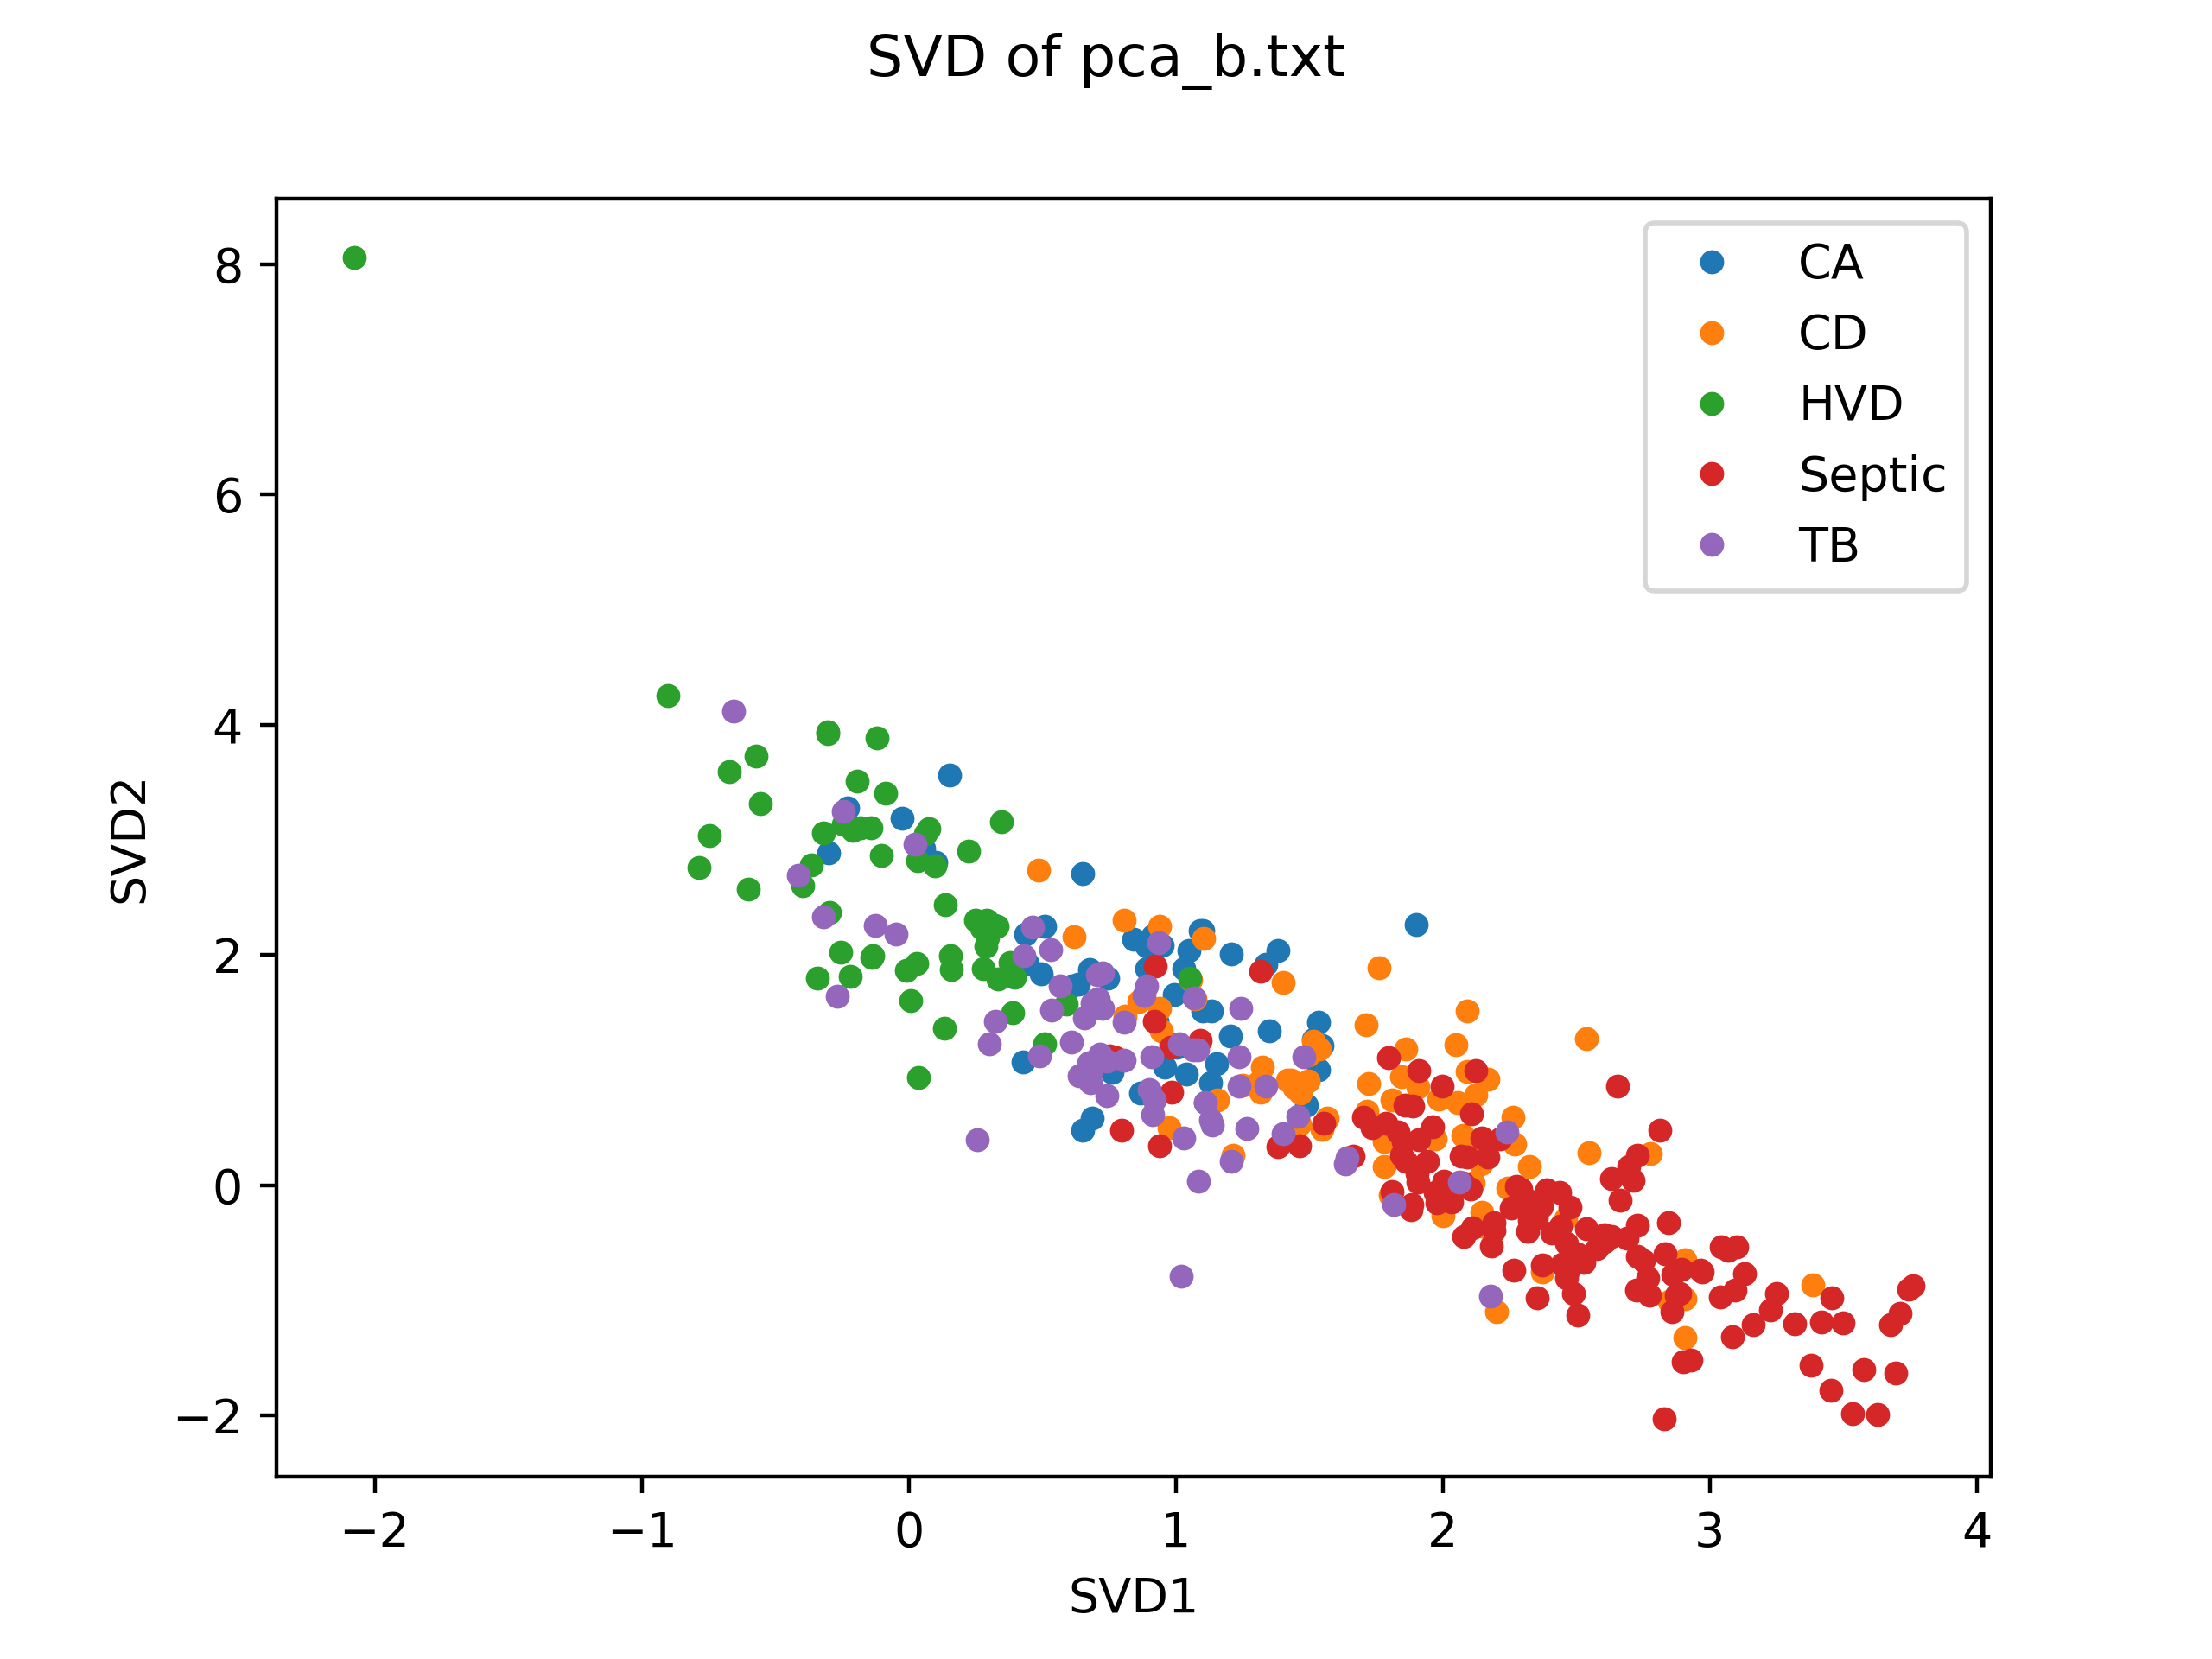 SVD of pca_b.txt
CA
CD
HVD
Septic
TB
8
6
4
2
0
−2
SVD2
−2 −1 0 1 2 3 4
SVD1